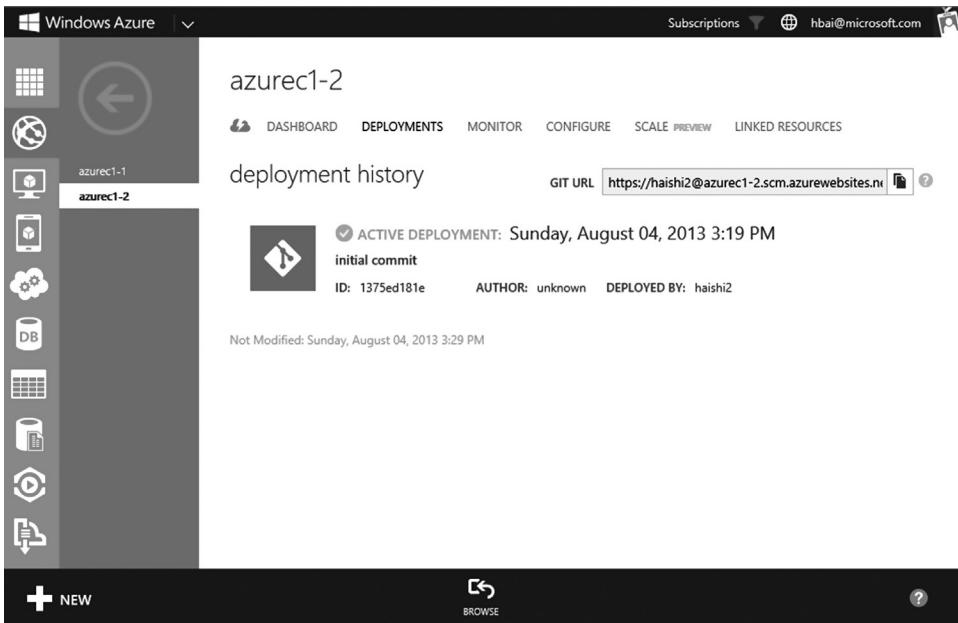 Windows Azure
Subscriptions
hbai@microsoft.com
azurec1-1
azurec1-2
azurec1-2
DASHBOARD DEPLOYMENTS MONITOR CONFIGURE SCALE PREVIEW LINKED RESOURCES
deployment history
GIT URL https://haishi2@azurec1-2.scm.azurewebsites.ne
?
ACTIVE DEPLOYMENT: Sunday, August 04, 2013 3:19 PM
initial commit
ID: 1375ed181e AUTHOR: unknown DEPLOYED BY: haishi2
Not Modified: Sunday, August 04, 2013 3:29 PM
DB
NEW
BROWSE
?